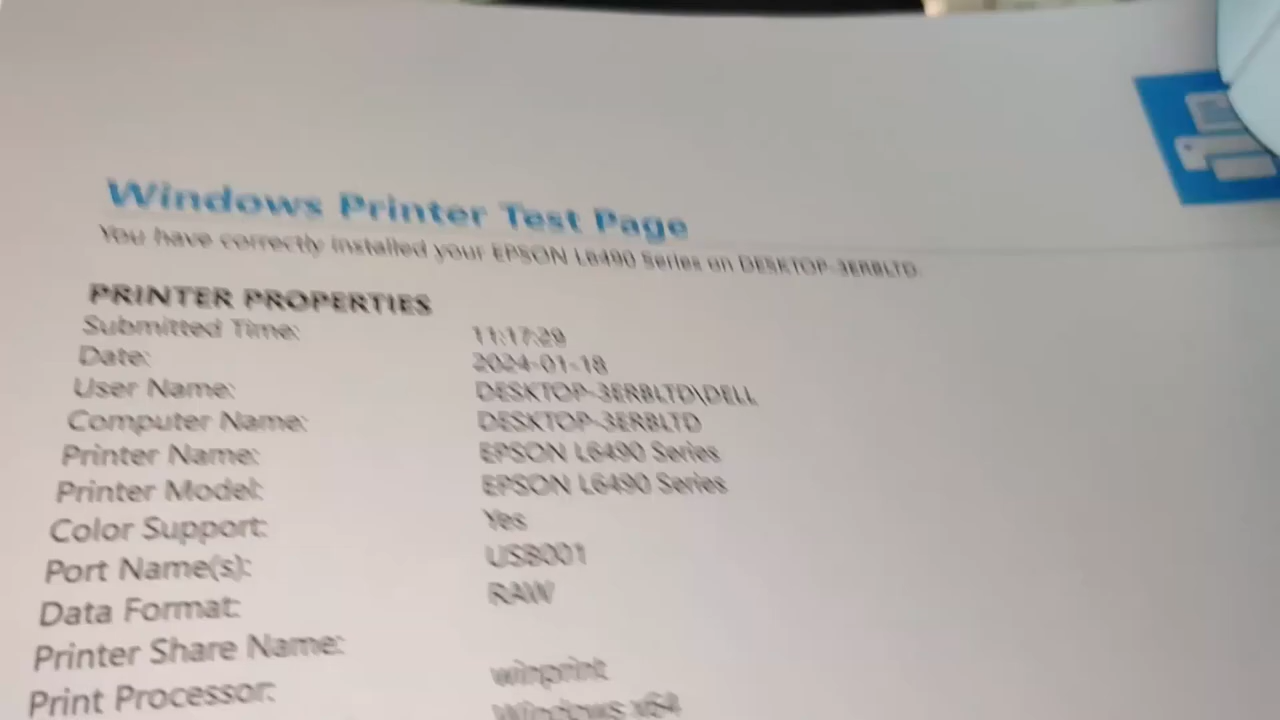 Windows Printer Test Page
You have correctly installed your EPSON L6490 Series on DESKTOP-3ER8LTD.
PRINTER PROPERTIES
Submitted Time: 11:17:29
Date: 2024-01-18
User Name: DESKTOP-3ER8LTD\DELL
Computer Name: DESKTOP-3ER8LTD
Printer Name: EPSON L6490 Series
Printer Model: EPSON L6490 Series
Color Support: Yes
Port Name(s): USB001
Data Format: RAW
Printer Share Name:
Print Processor: winprint
Windows x64